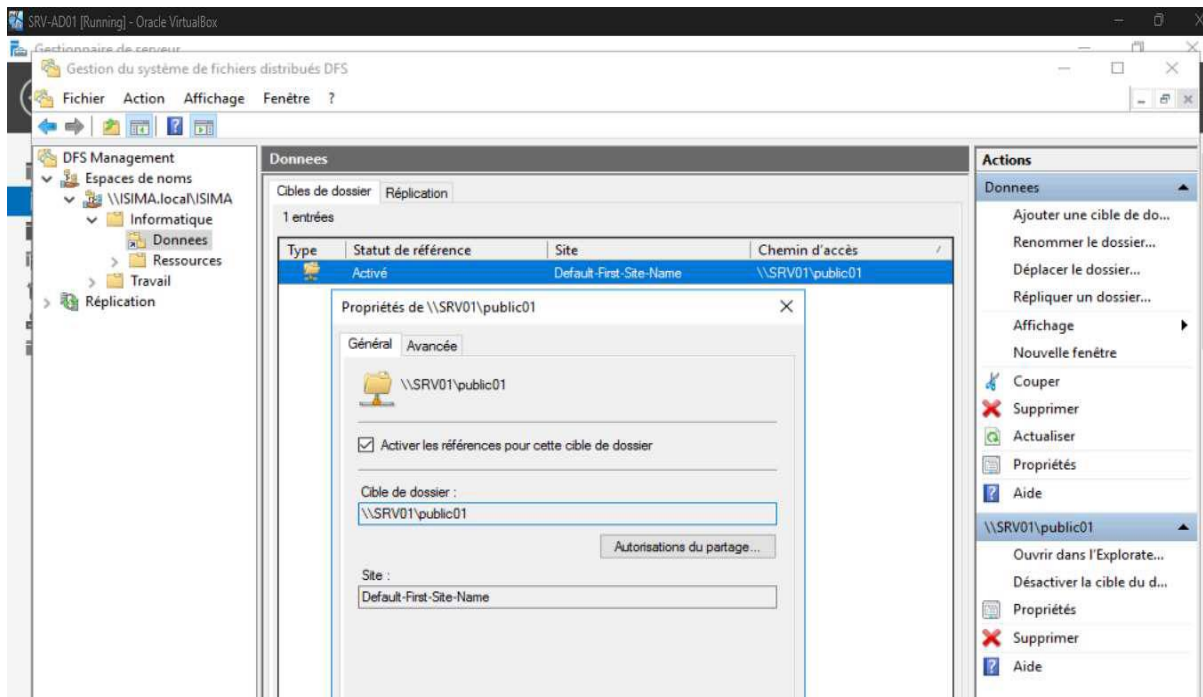 SRV-AD01 [Running] - Oracle VirtualBox
Gestionnaire de serveur
Gestion du système de fichiers distribués DFS
Fichier Action Affichage Fenêtre ?
DFS Management
Espaces de noms
\\ISIMA.local\ISIMA
Informatique
Donnees
Ressources
Travail
Réplication
Donnees
Cibles de dossier Réplication
1 entrées
Type Statut de référence Site Chemin d'accès
Activé Default-First-Site-Name \\SRV01\public01
Propriétés de \\SRV01\public01
Général Avancée
\\SRV01\public01
Activer les références pour cette cible de dossier
Cible de dossier :
\\SRV01\public01
Autorisations du partage...
Site :
Default-First-Site-Name
Actions
Donnees
Ajouter une cible de do...
Renommer le dossier...
Déplacer le dossier...
Répliquer un dossier...
Affichage
Nouvelle fenêtre
Couper
Supprimer
Actualiser
Propriétés
Aide
\\SRV01\public01
Ouvrir dans l'Explorate...
Désactiver la cible du d...
Propriétés
Supprimer
Aide